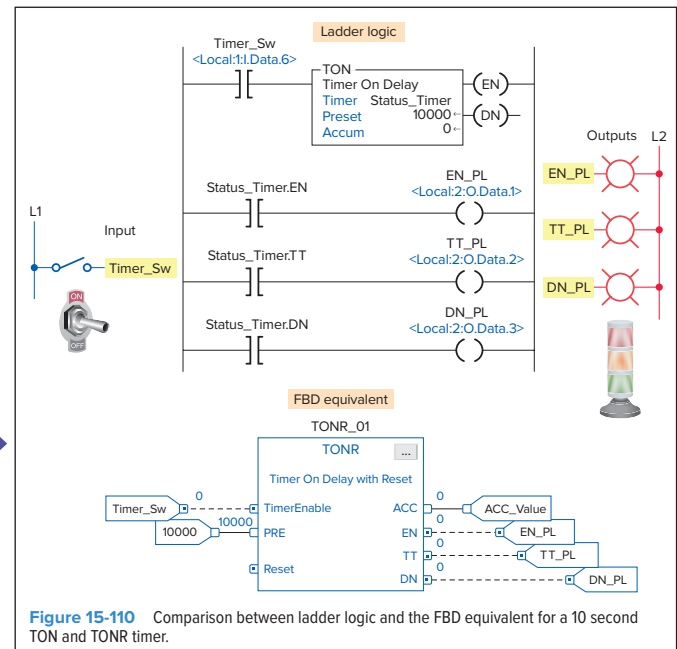 Ladder logic
Timer_Sw
<Local:1:I.Data.6>
TON
Timer On Delay
Timer Status_Timer
Preset 10000←
Accum 0←
EN
DN
Outputs L2
EN_PL
TT_PL
DN_PL
Status_Timer.EN
EN_PL
<Local:2:O.Data.1>
Status_Timer.TT
TT_PL
<Local:2:O.Data.2>
Status_Timer.DN
DN_PL
<Local:2:O.Data.3>
L1
Input
Timer_Sw
ON
OFF
FBD equivalent
TONR_01
TONR ...
Timer On Delay with Reset
Timer_Sw 0 TimerEnable
10000 10000 PRE
Reset
ACC 0 ACC_Value
EN 0 EN_PL
TT 0 TT_PL
DN 0 DN_PL
Figure 15-110 Comparison between ladder logic and the FBD equivalent for a 10 second
TON and TONR timer.